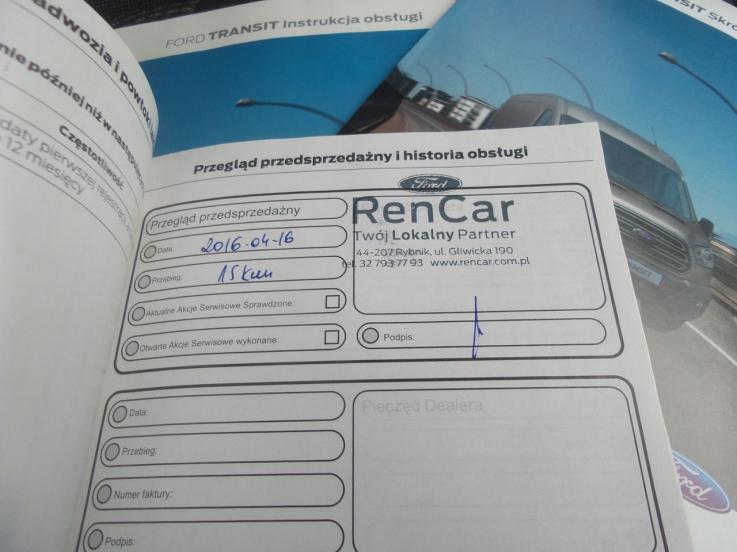 FORD TRANSIT Instrukcja obsługi
Częstotliwość
12 miesięcy
Przegląd przedsprzedażny i historia obsługi
Przegląd przedsprzedażny
Data: 2016-04-16
Przebieg: 15 km
Aktualne Akcje Serwisowe Sprawdzone:
Otwarte Akcje Serwisowe wykonane:
Ford
RenCar
Twój Lokalny Partner
44-207 Rybnik, ul. Gliwicka 190
tel. 32 793 77 93 www.rencar.com.pl
Podpis:
Data:
Przebieg:
Numer faktury:
Podpis:
Pieczęć Dealera
TRANSIT
Ford